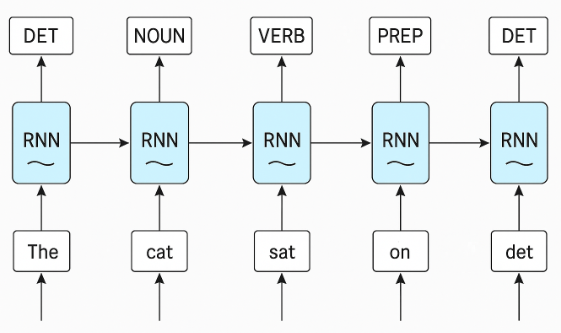 DET NOUN VERB PREP DET
RNN RNN RNN RNN RNN
The cat sat on det